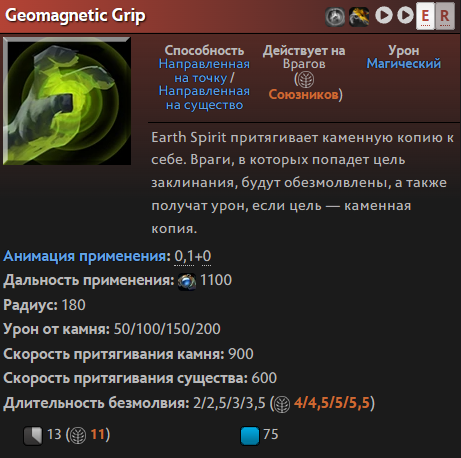 Geomagnetic Grip
E R
Способность
Направленная
на точку /
Направленная
на существо
Действует на
Врагов
(
Союзников)
Урон
Магический
Earth Spirit притягивает каменную копию к
себе. Враги, в которых попадет цель
заклинания, будут обезмолвлены, а также
получат урон, если цель — каменная
копия.
Анимация применения: 0,1+0
Дальность применения: 1100
Радиус: 180
Урон от камня: 50/100/150/200
Скорость притягивания камня: 900
Скорость притягивания существа: 600
Длительность безмолвия: 2/2,5/3/3,5 ( 4/4,5/5/5,5)
13 ( 11) 75